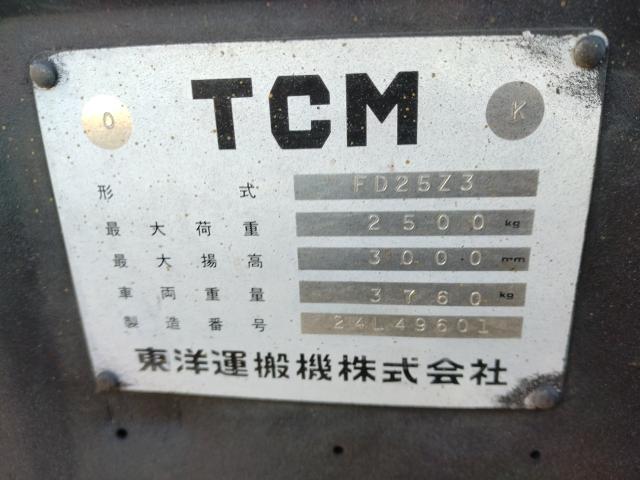 TCM
O K
形式 FD25Z3
最大荷重 2500 kg
最大揚高 3000 mm
車両重量 3760 kg
製造番号 24L49601
東洋運搬機株式会社